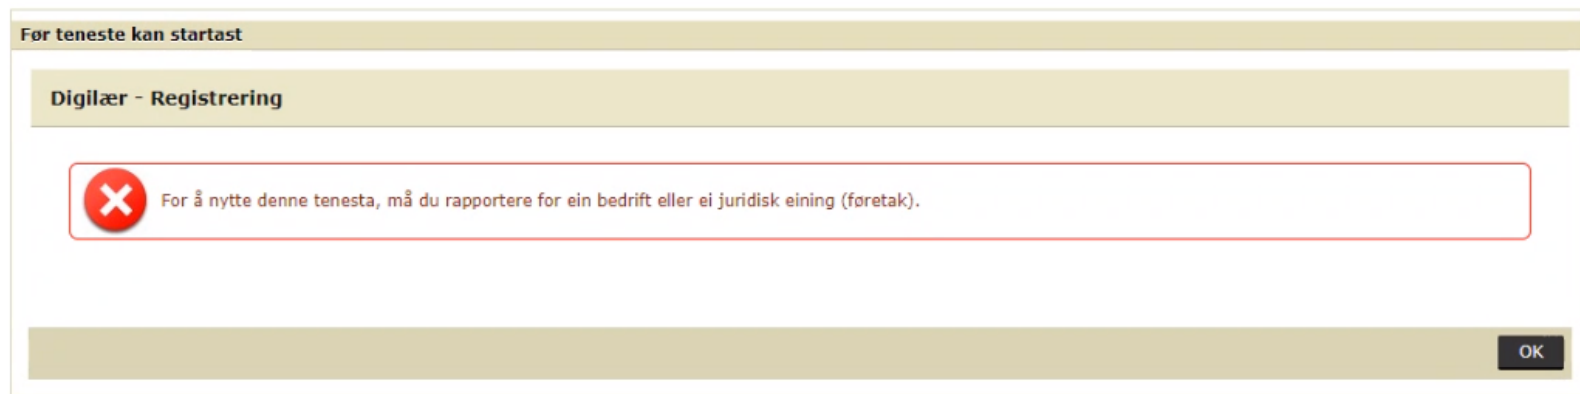 Før teneste kan startast
Digilær - Registrering
For å nytte denne tenesta, må du rapportere for ein bedrift eller ei juridisk eining (føretak).
OK